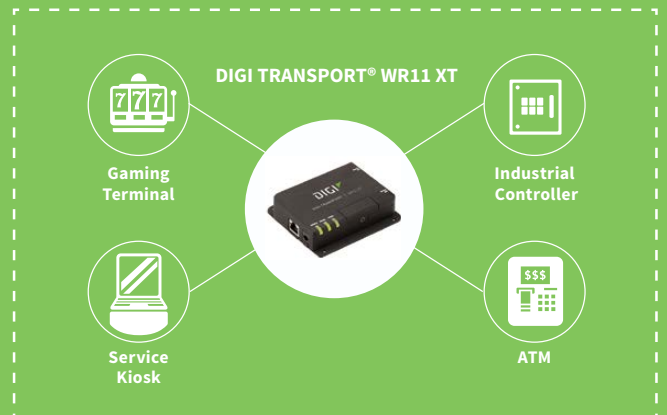 DIGI TRANSPORT® WR11 XT
777
Gaming
Terminal
Industrial
Controller
DIGI
$$$
Service
Kiosk
ATM